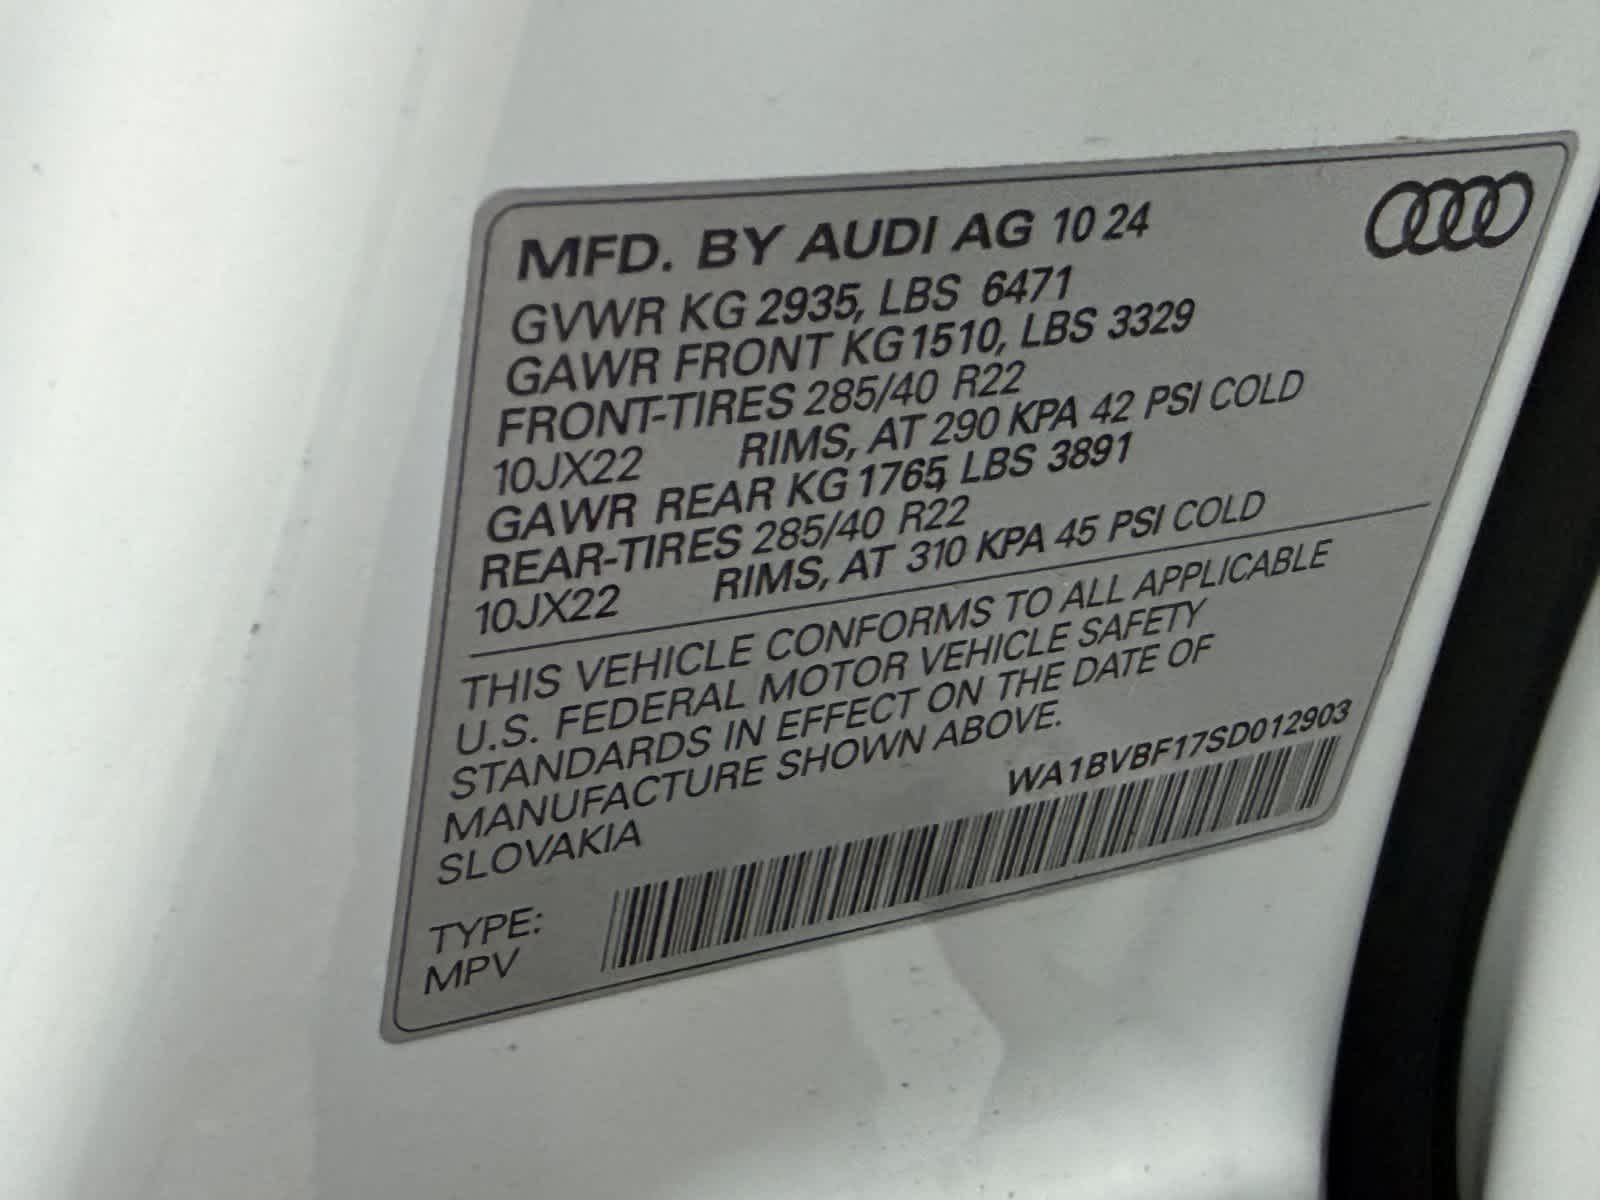 MFD. BY AUDI AG 10 24
GVWR KG 2935, LBS 6471
GAWR FRONT KG 1510, LBS 3329
FRONT-TIRES 285/40 R22
10JX22 RIMS, AT 290 KPA 42 PSI COLD
GAWR REAR KG 1765, LBS 3891
REAR-TIRES 285/40 R22
10JX22 RIMS, AT 310 KPA 45 PSI COLD
THIS VEHICLE CONFORMS TO ALL APPLICABLE
U.S. FEDERAL MOTOR VEHICLE SAFETY
STANDARDS IN EFFECT ON THE DATE OF
MANUFACTURE SHOWN ABOVE.
SLOVAKIA
WA1BVBF17SD012903
TYPE:
MPV